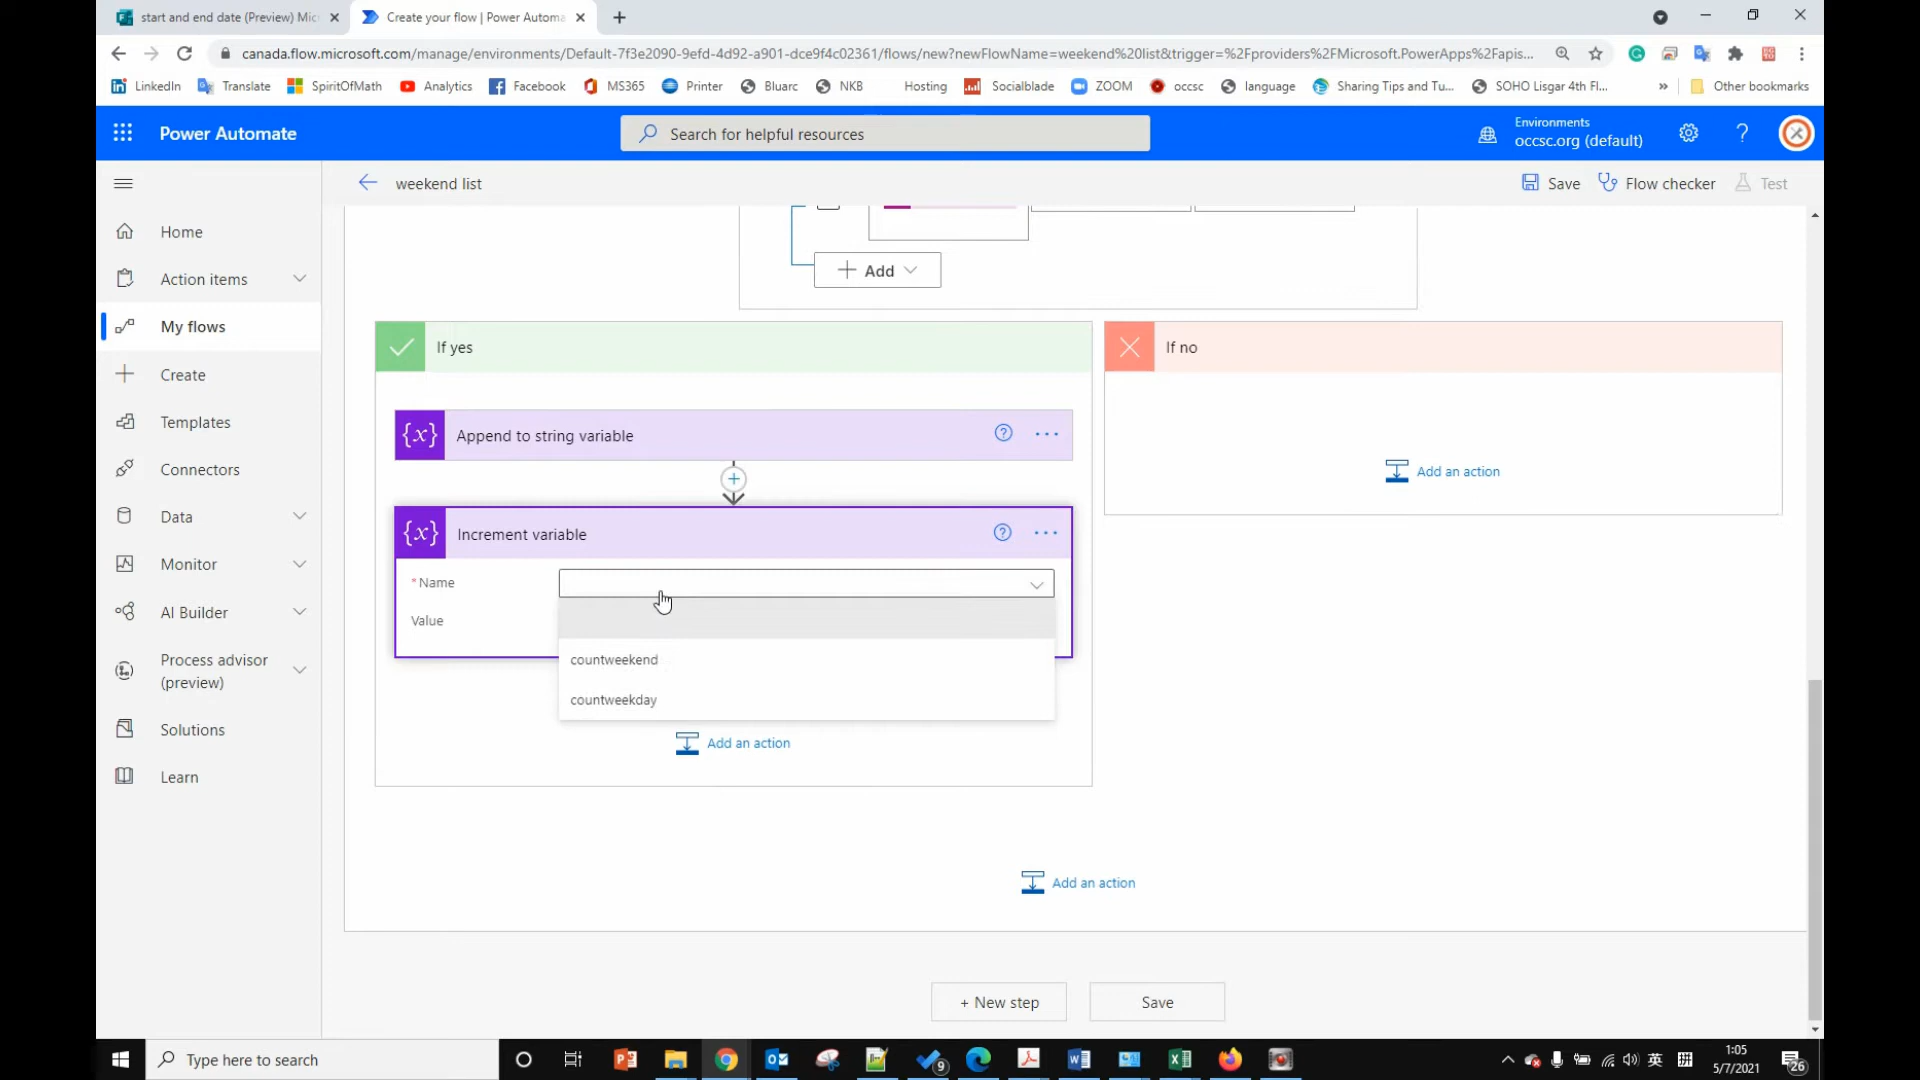 start and end date (Preview) Mic
Create your flow | Power Automa
canada.flow.microsoft.com/manage/environments/Default-7f3e2090-9efd-4d92-a901-dce9f4c02361/flows/new?newFlowName=weekend%20list&trigger=%2Fproviders%2FMicrosoft.PowerApps%2Fapis...
LinkedIn Translate SpiritOfMath Analytics Facebook MS365 Printer Bluarc NKB Hosting Socialblade ZOOM occsc language Sharing Tips and Tu... SOHO Lisgar 4th Fl... » Other bookmarks
Power Automate
Search for helpful resources
Environments
occsc.org (default)
weekend list
Save
Flow checker
Test
Home
Action items
My flows
Create
Templates
Connectors
Data
Monitor
AI Builder
Process advisor
(preview)
Solutions
Learn
+ Add
If yes
If no
{x} Append to string variable
Add an action
{x} Increment variable
* Name
Value
countweekend
countweekday
Add an action
Add an action
+ New step
Save
Type here to search
9
英
1:05
5/7/2021
26